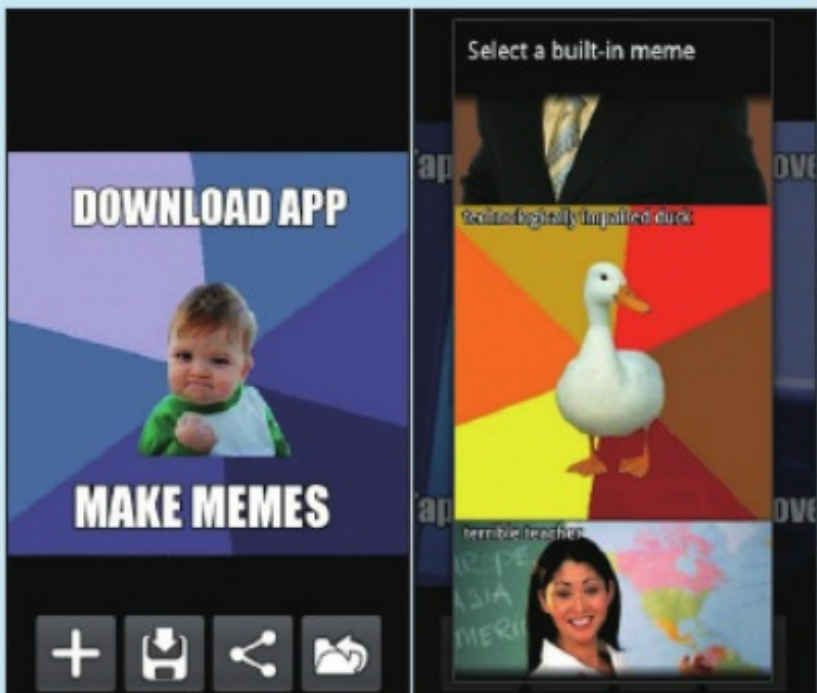 DOWNLOAD APP
MAKE MEMES
Select a built-in meme
technologically impaired duck
terrible teacher